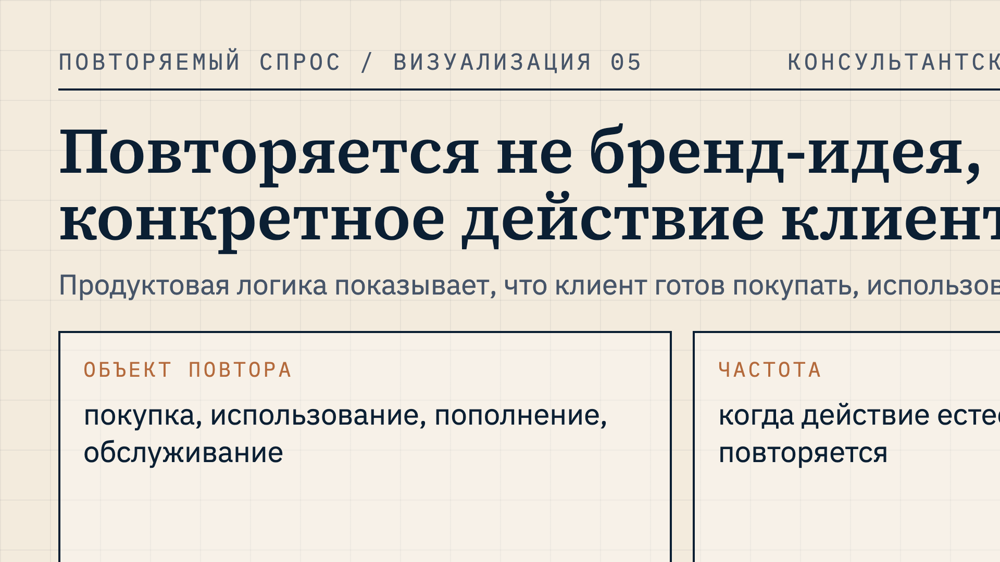 ПОВТОРЯЕМЫЙ СПРОС / ВИЗУАЛИЗАЦИЯ 05
Повторяется не бренд-идея,
конкретное действие
Продуктовая логика показывает, что клиент готов покупать,
ОБЪЕКТ ПОВТОРА
покупка, использование, пополнение,
обслуживание
ЧАСТОТА
когда действие
повторяется